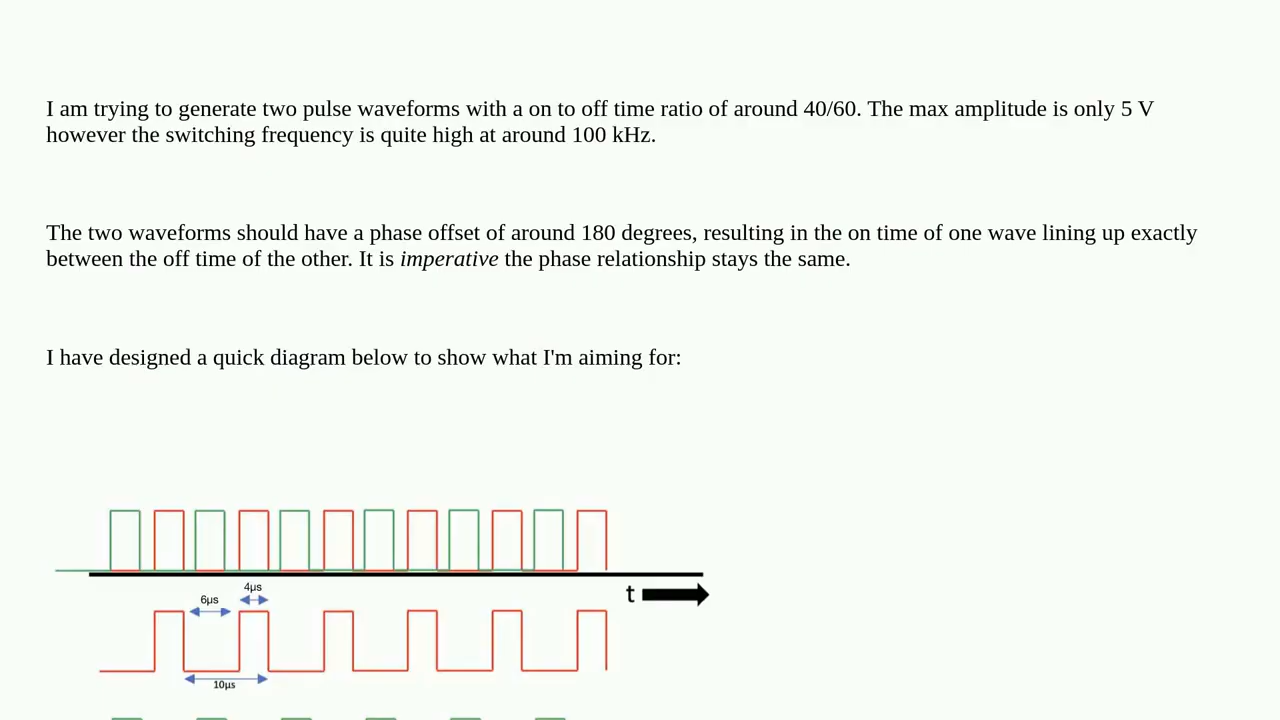 I am trying to generate two pulse waveforms with a on to off time ratio of around 40/60. The max amplitude is only 5 V
however the switching frequency is quite high at around 100 kHz.
The two waveforms should have a phase offset of around 180 degrees, resulting in the on time of one wave lining up exactly
between the off time of the other. It is imperative the phase relationship stays the same.
I have designed a quick diagram below to show what I'm aiming for:
4µs
6µs
t
10µs